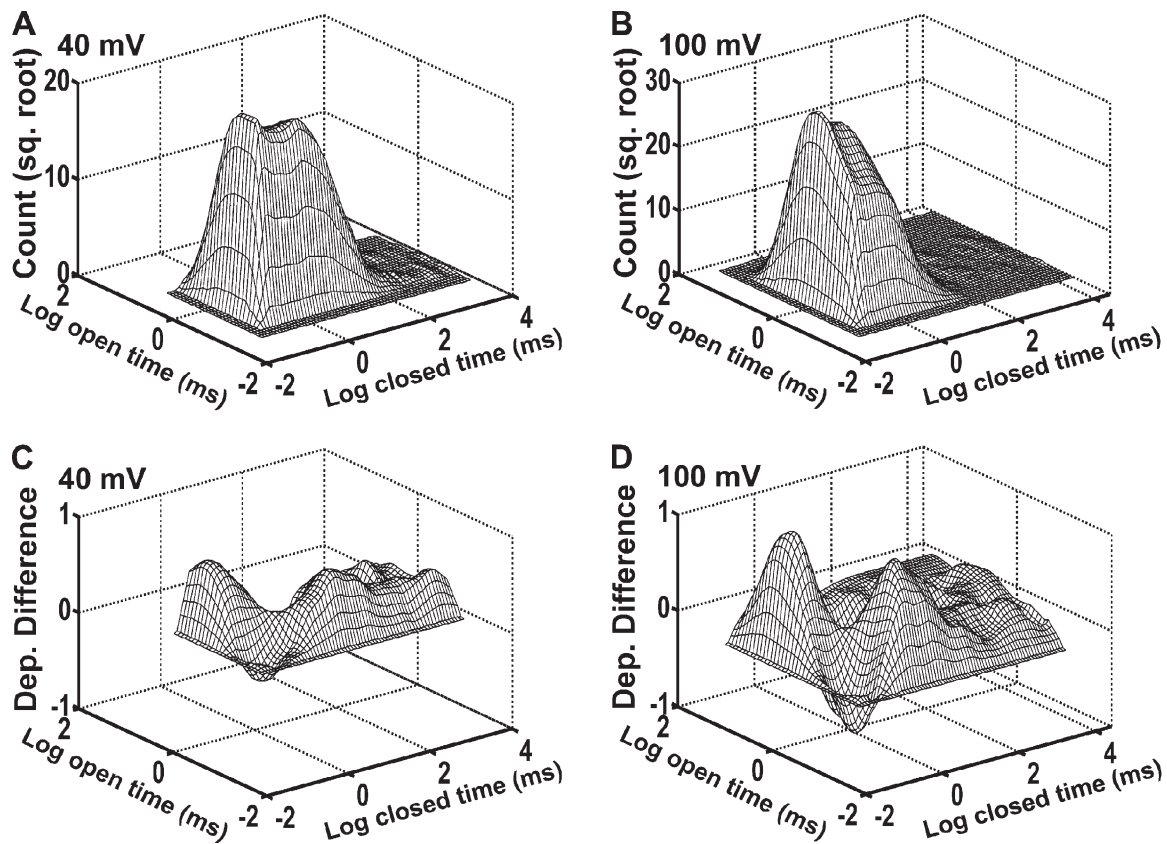 A
40 mV
Count (sq. root)
20
10
0
2
0
-2
Log open time (ms)
-2
0
2
4
Log closed time (ms)
B
100 mV
Count (sq. root)
30
20
10
0
2
0
-2
Log open time (ms)
-2
0
2
4
Log closed time (ms)
C
40 mV
Dep. Difference
1
0
-1
2
0
-2
Log open time (ms)
-2
0
2
4
Log closed time (ms)
D
100 mV
Dep. Difference
1
0
-1
2
0
-2
Log open time (ms)
-2
0
2
4
Log closed time (ms)